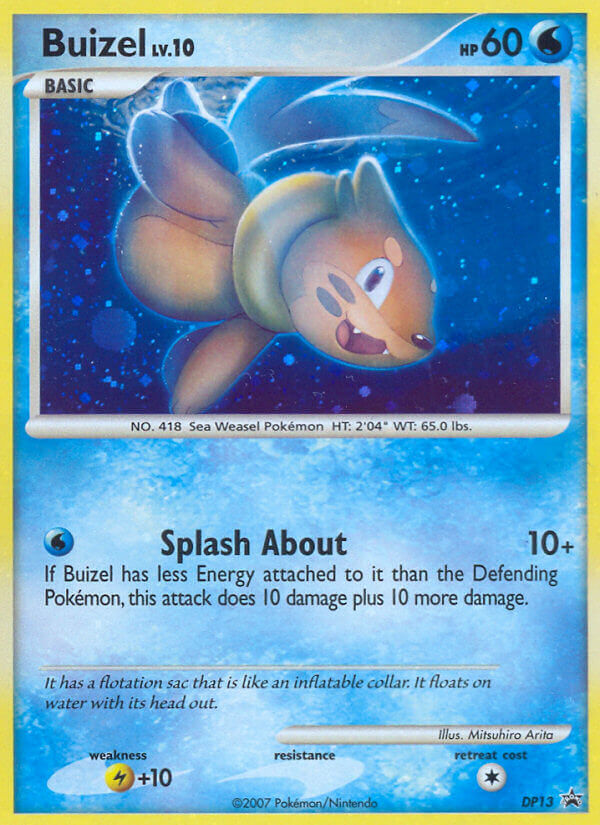 Buizel LV.10
HP 60
BASIC
NO. 418 Sea Weasel Pokémon HT: 2'04" WT: 65.0 lbs.
Splash About 10+
If Buizel has less Energy attached to it than the Defending
Pokémon, this attack does 10 damage plus 10 more damage.
It has a flotation sac that is like an inflatable collar. It floats on
water with its head out.
Illus. Mitsuhiro Arita
weakness resistance retreat cost
+10
©2007 Pokémon/Nintendo DP13